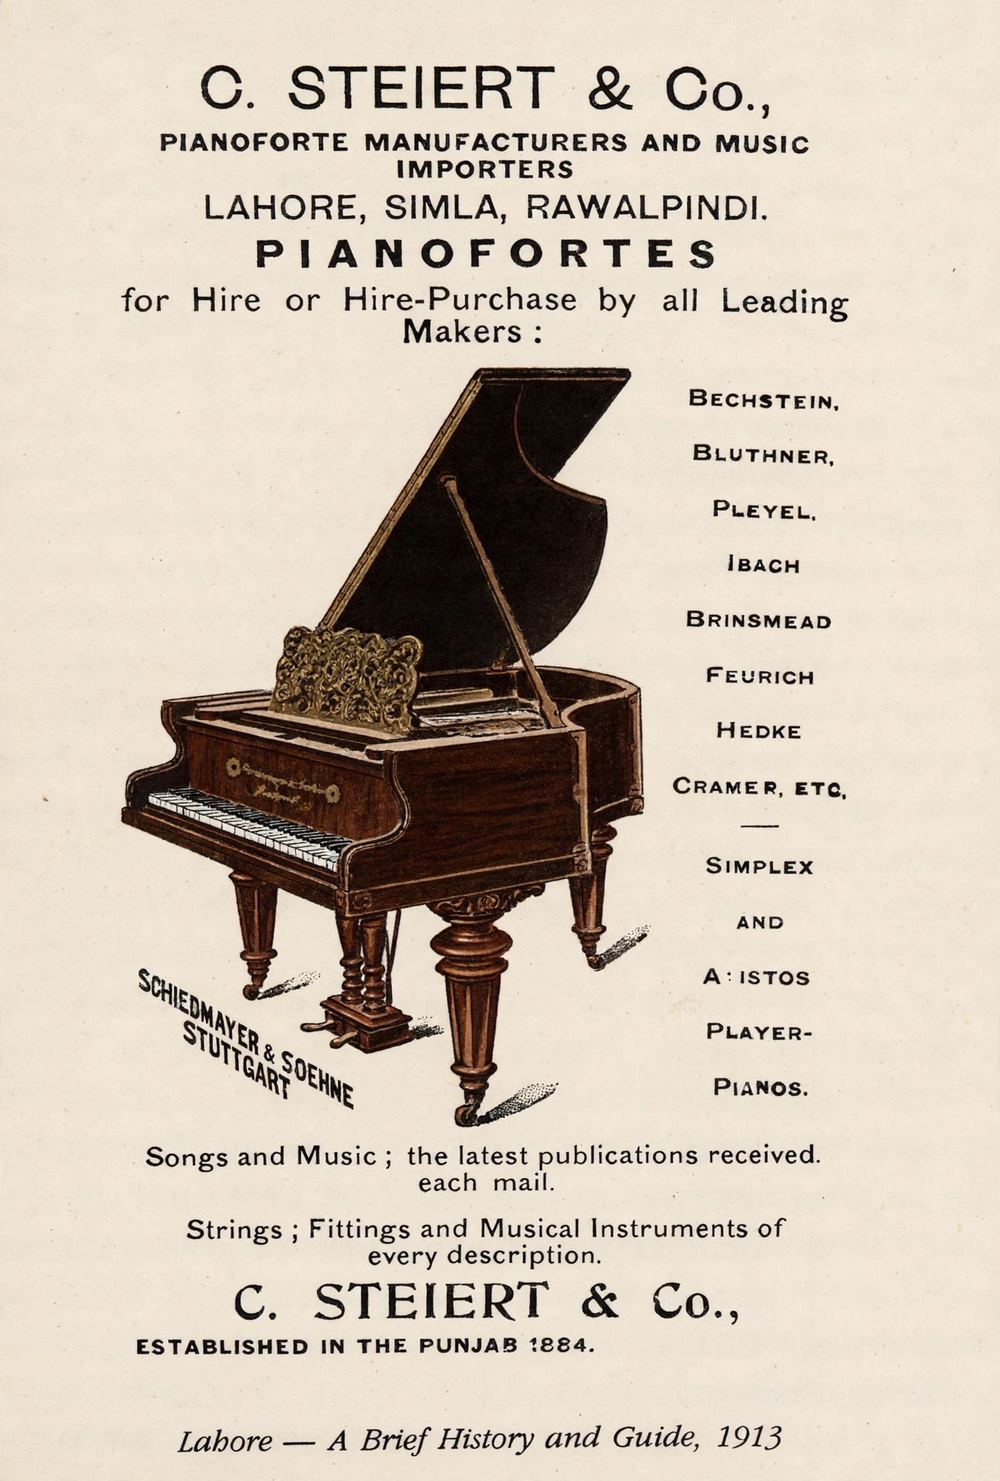 C. STEIERT & Co.,
PIANOFORTE MANUFACTURERS AND MUSIC
IMPORTERS
LAHORE, SIMLA, RAWALPINDI.
PIANOFORTES
for Hire or Hire-Purchase by all Leading
Makers :
BECHSTEIN,
BLUTHNER,
PLEYEL,
IBACH
BRINSMEAD
FEURICH
HEDKE
CRAMER, ETC,
SIMPLEX
AND
A:ISTOS
PLAYER-
PIANOS.
SCHIEDMAYER & SOEHNE
STUTTGART
Songs and Music ; the latest publications received.
each mail.
Strings ; Fittings and Musical Instruments of
every description.
C. STEIERT & Co.,
ESTABLISHED IN THE PUNJAB 1884.
Lahore — A Brief History and Guide, 1913